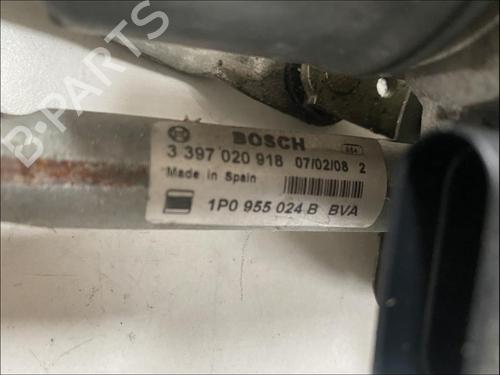 B-PARTS
BOSCH
3 397 020 918 07/02/08 2
Made in Spain
1P0 955 024 B BVA